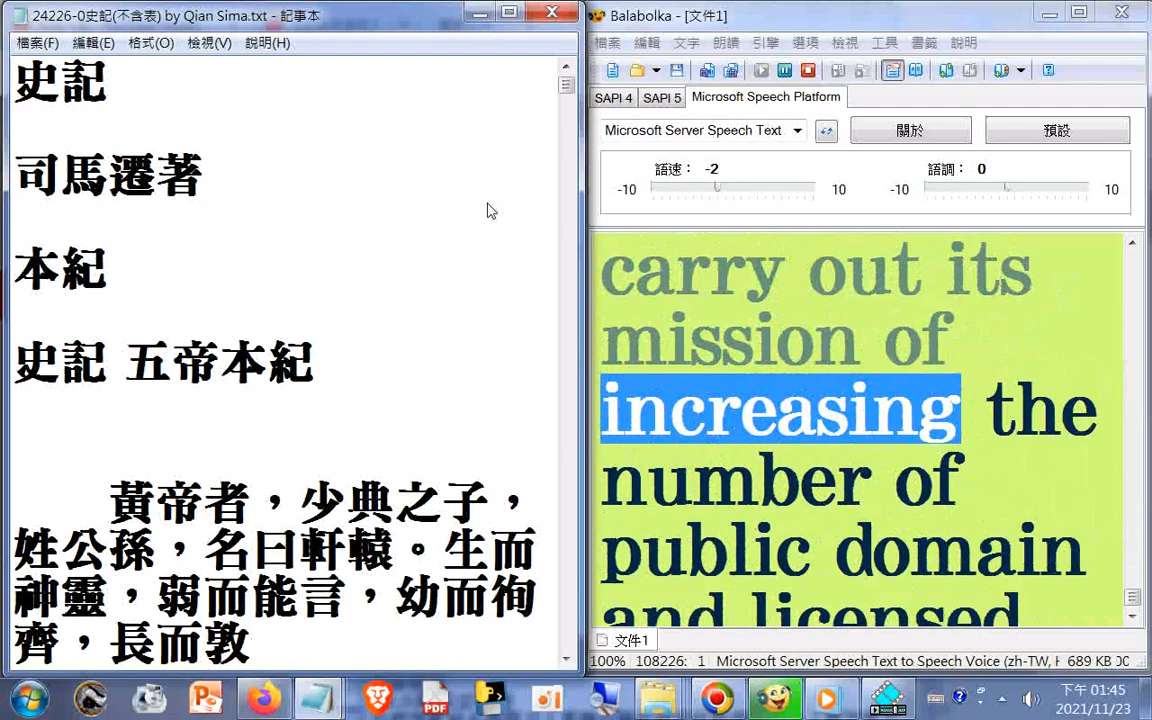 24226-0史記(不含表) by Qian Sima.txt - 記事本
檔案(F) 編輯(E) 格式(O) 檢視(V) 說明(H)
史記
司馬遷著
本紀
史記 五帝本紀
黃帝者，少典之子，
姓公孫，名曰軒轅。生而
神靈，弱而能言，幼而徇
齊，長而敦
Balabolka - [文件1]
檔案 編輯 文字 朗讀 引擎 選項 檢視 工具 書籤 說明
SAPI 4 SAPI 5 Microsoft Speech Platform
Microsoft Server Speech Text 關於 預設
語速： -2 語調： 0
-10 10 -10 10
carry out its
mission of
increasing the
number of
public domain
and licensed
文件1
100% 108226: 1 Microsoft Server Speech Text to Speech Voice (zh-TW, H 689 KB
PDF
下午 01:45
2021/11/23